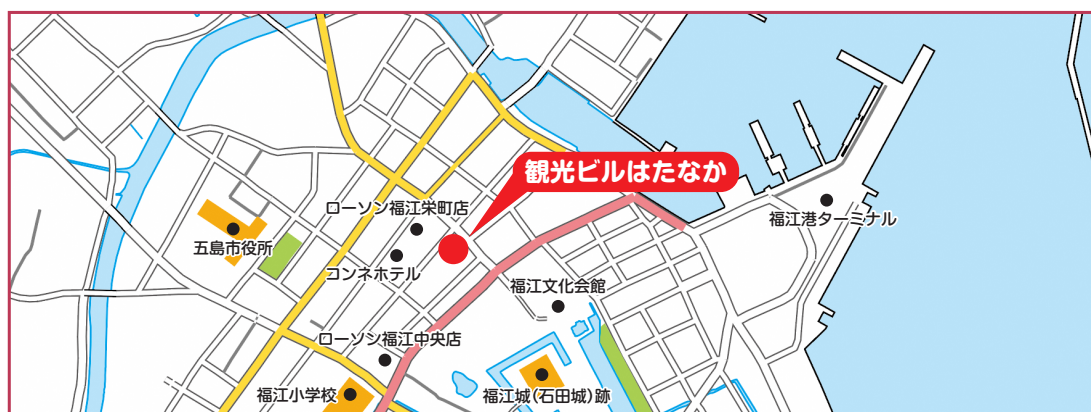 観光ビルはたなか
ローソン福江栄町店
福江港ターミナル
五島市役所
コンネホテル
福江文化会館
ローソン福江中央店
福江小学校
福江城(石田城)跡